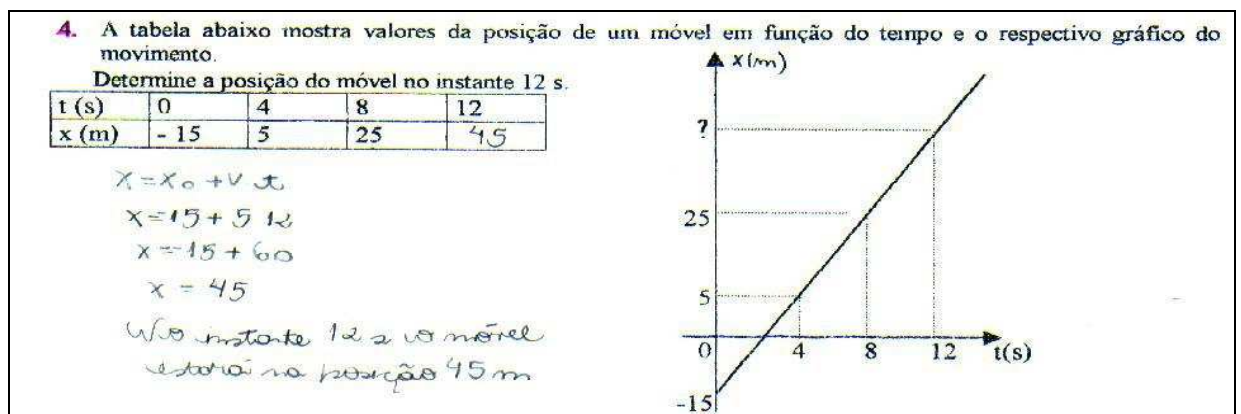 4. A tabela abaixo mostra valores da posição de um móvel em função do tempo e o respectivo gráfico do
movimento.
Determine a posição do móvel no instante 12 s.
t (s) 0 4 8 12
x (m) - 15 5 25 45
x = x0 + v t
x = 15 + 5 12
x = -15 + 60
x = 45
No instante 12 s o móvel
estará na posição 45 m
x (m)
?
25
5
0 4 8 12 t(s)
-15